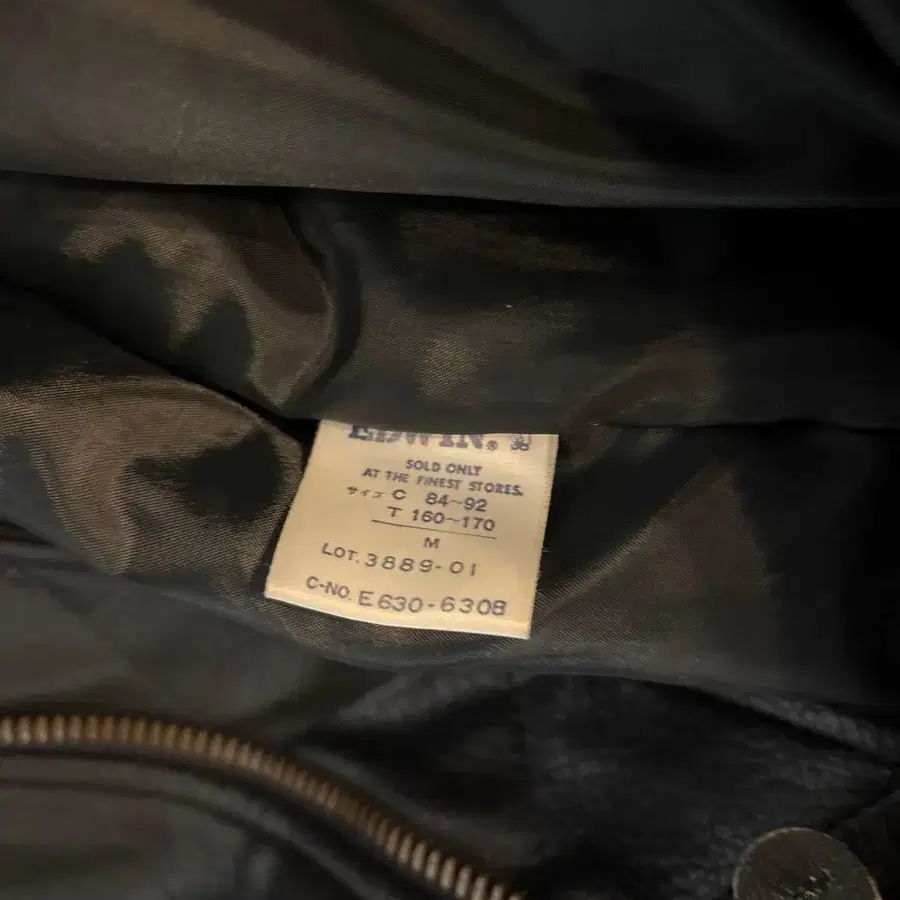 EDWIN.®
SOLD ONLY
AT THE FINEST STORES.
サイズ C 84~92
T 160~170
M
LOT. 3889-01
C-NO. E630-6308